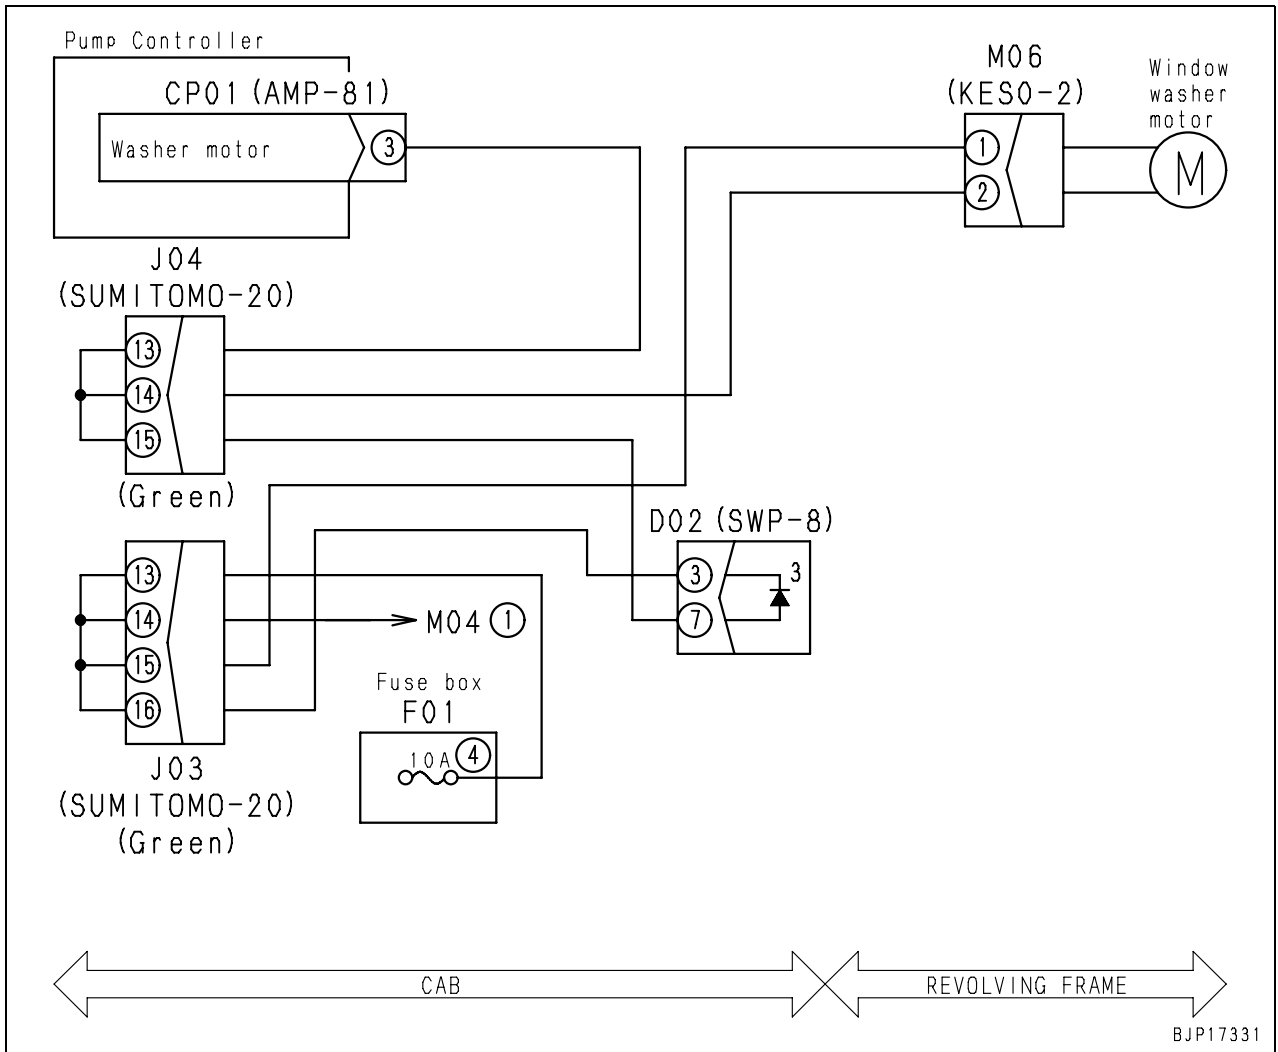 Pump Controller
CP01 (AMP-81)
Washer motor
3
M06
(KES0-2)
1
2
Window
washer
motor
M
J04
(SUMITOMO-20)
13
14
15
(Green)
D02 (SWP-8)
3
7
3
13
14
15
16
M04 1
Fuse box
F01
10A 4
J03
(SUMITOMO-20)
(Green)
CAB
REVOLVING FRAME
BJP17331